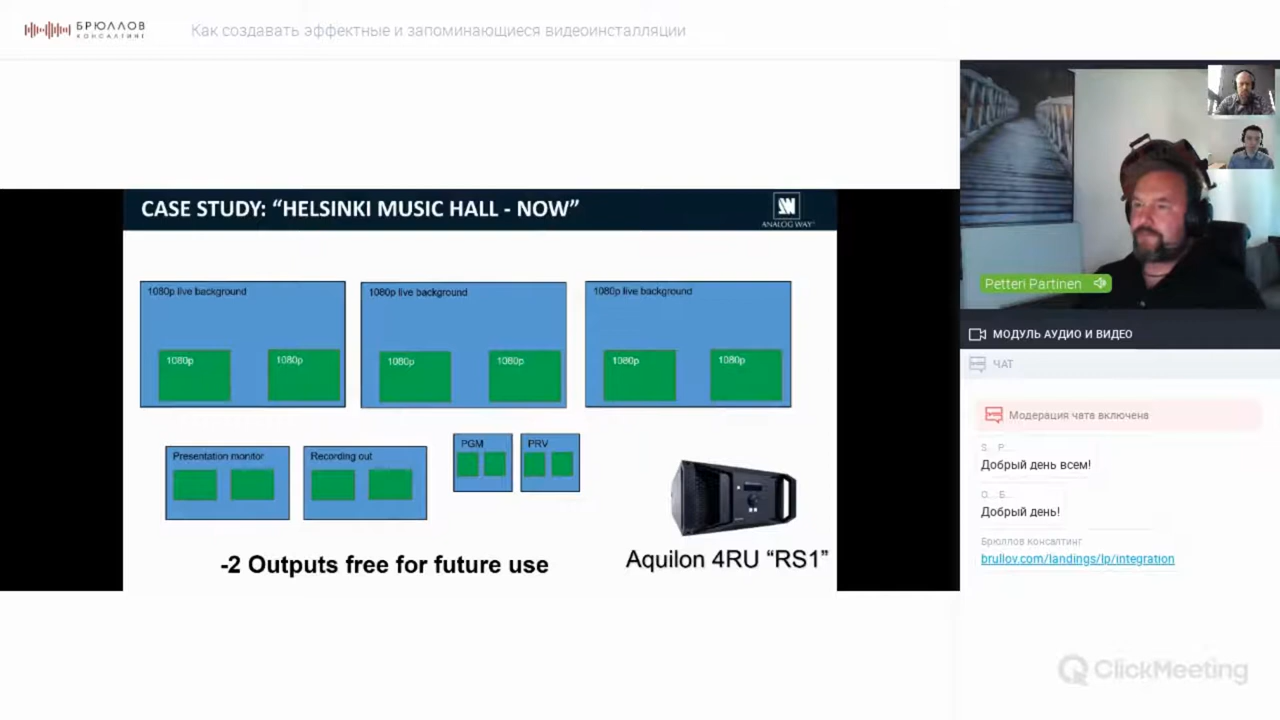 БРЮЛЛОВ
КОНСАЛТИНГ
Как создавать эффектные и запоминающиеся видеоинсталляции
CASE STUDY: “HELSINKI MUSIC HALL - NOW”
ANALOG WAY
1080p live background
1080p live background
1080p live background
1080p
1080p
1080p
1080p
1080p
1080p
Presentation monitor
Recording out
PGM
PRV
-2 Outputs free for future use
Aquilon 4RU “RS1”
Petteri Partinen
МОДУЛЬ АУДИО И ВИДЕО
ЧАТ
Модерация чата включена
S... P...
Добрый день всем!
О... Б...
Добрый день!
Брюллов консалтинг
brullov.com/landings/lp/integration
ClickMeeting